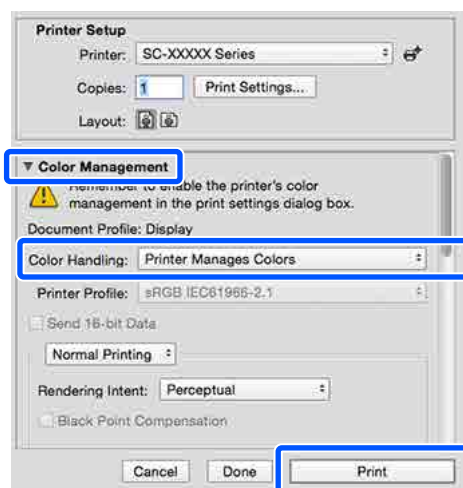 Printer Setup
Printer: SC-XXXXX Series
Copies: 1 Print Settings...
Layout:
▼ Color Management
Remember to enable the printer's color
management in the print settings dialog box.
Document Profile: Display
Color Handling: Printer Manages Colors
Printer Profile: sRGB IEC61966-2.1
Send 16-bit Data
Normal Printing
Rendering Intent: Perceptual
Black Point Compensation
Cancel Done Print